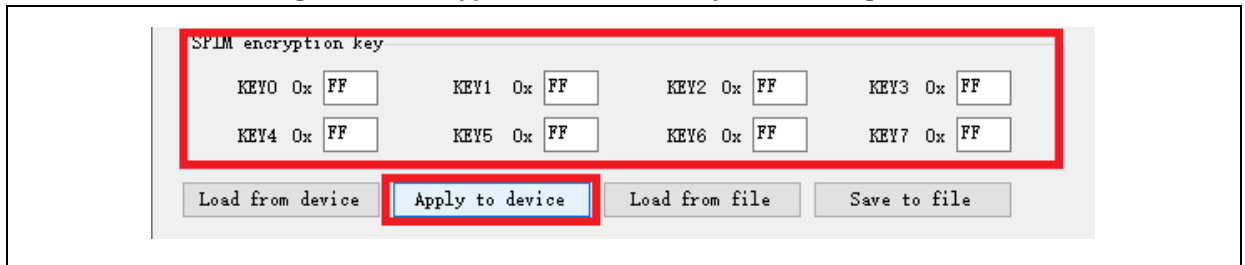 SPIM encryption key
KEY0 0x FF KEY1 0x FF KEY2 0x FF KEY3 0x FF
KEY4 0x FF KEY5 0x FF KEY6 0x FF KEY7 0x FF
Load from device Apply to device Load from file Save to file